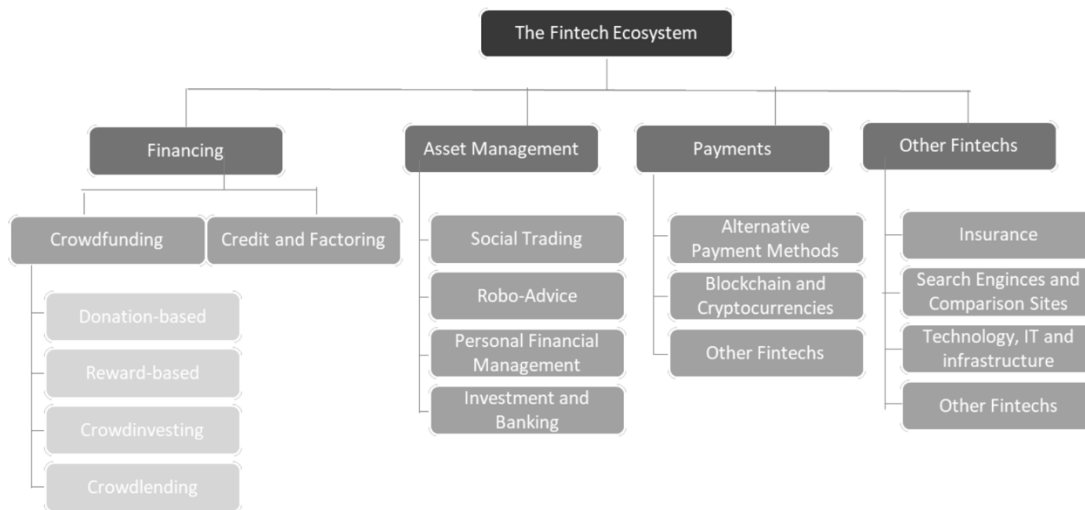 The Fintech Ecosystem
Financing
Asset Management
Payments
Other Fintechs
Crowdfunding
Credit and Factoring
Donation-based
Reward-based
Crowdinvesting
Crowdlending
Social Trading
Robo-Advice
Personal Financial
Management
Investment and
Banking
Alternative
Payment Methods
Blockchain and
Cryptocurrencies
Other Fintechs
Insurance
Search Enginces and
Comparison Sites
Technology, IT and
infrastructure
Other Fintechs